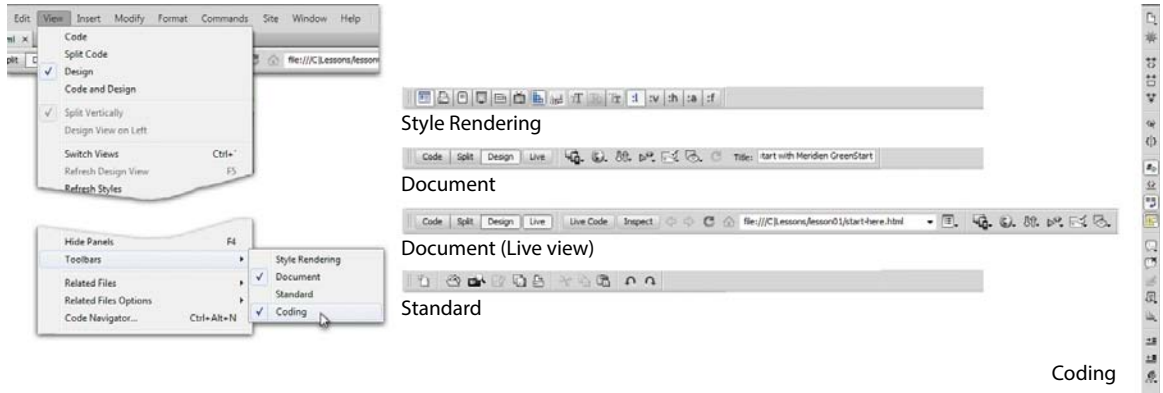 Edit View Insert Modify Format Commands Site Window Help
Code
Split Code
Design
Code and Design
Split Vertically
Design View on Left
Switch Views Ctrl+`
Refresh Design View F5
Refresh Styles
file:///C|Lessons/lesson
Hide Panels F4
Toolbars
Related Files
Related Files Options
Code Navigator... Ctrl+Alt+N
Style Rendering
Document
Standard
Coding
:l :v :h :a :f
Style Rendering
Code Split Design Live Title: start with Meridien GreenStart
Document
Code Split Design Live Live Code Inspect file:///C|Lessons/lesson01/start-here.html
Document (Live view)
Standard
Coding